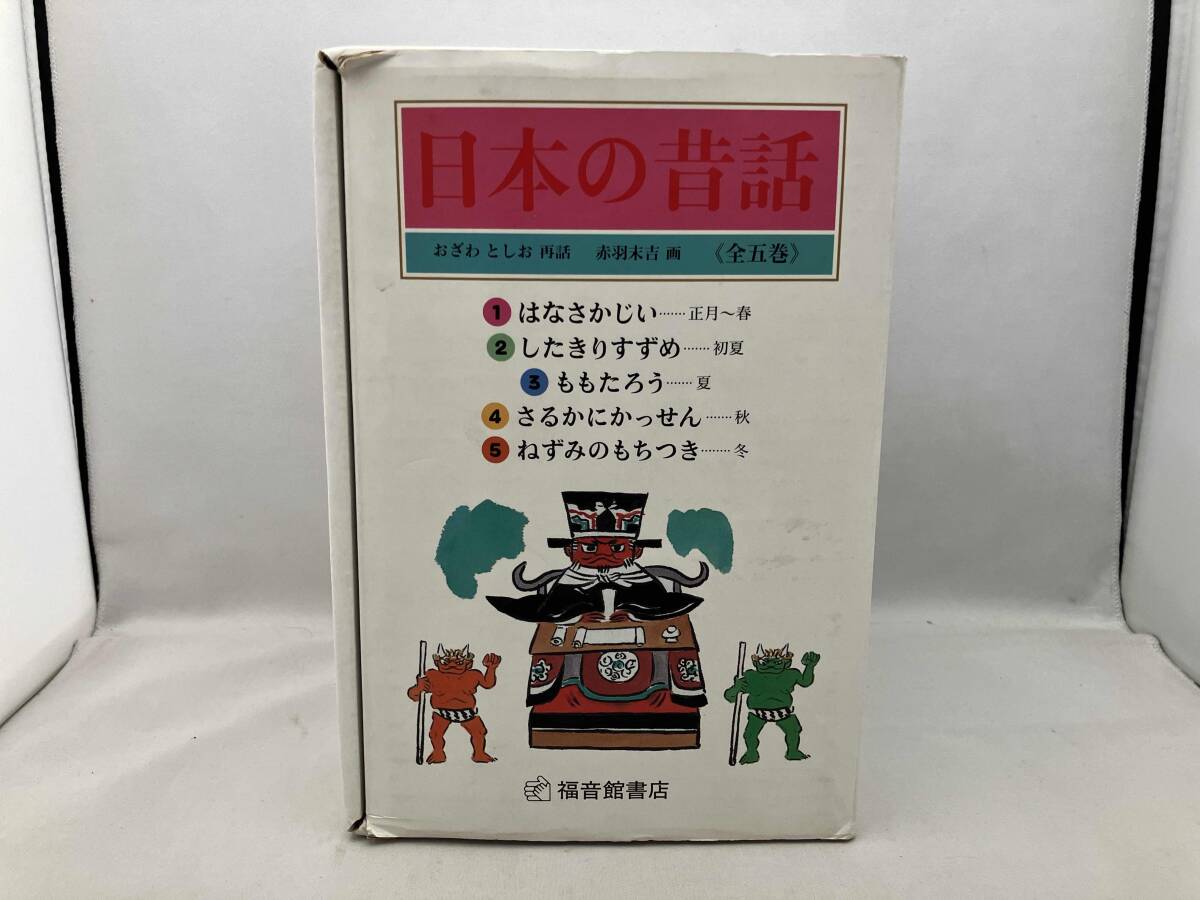 日本の昔話
おざわ としお 再話 赤羽末吉 画 《全五巻》
1 はなさかじい……正月〜春
2 したきりすずめ……初夏
3 ももたろう……夏
4 さるかにかっせん……秋
5 ねずみのもちつき……冬
福音館書店